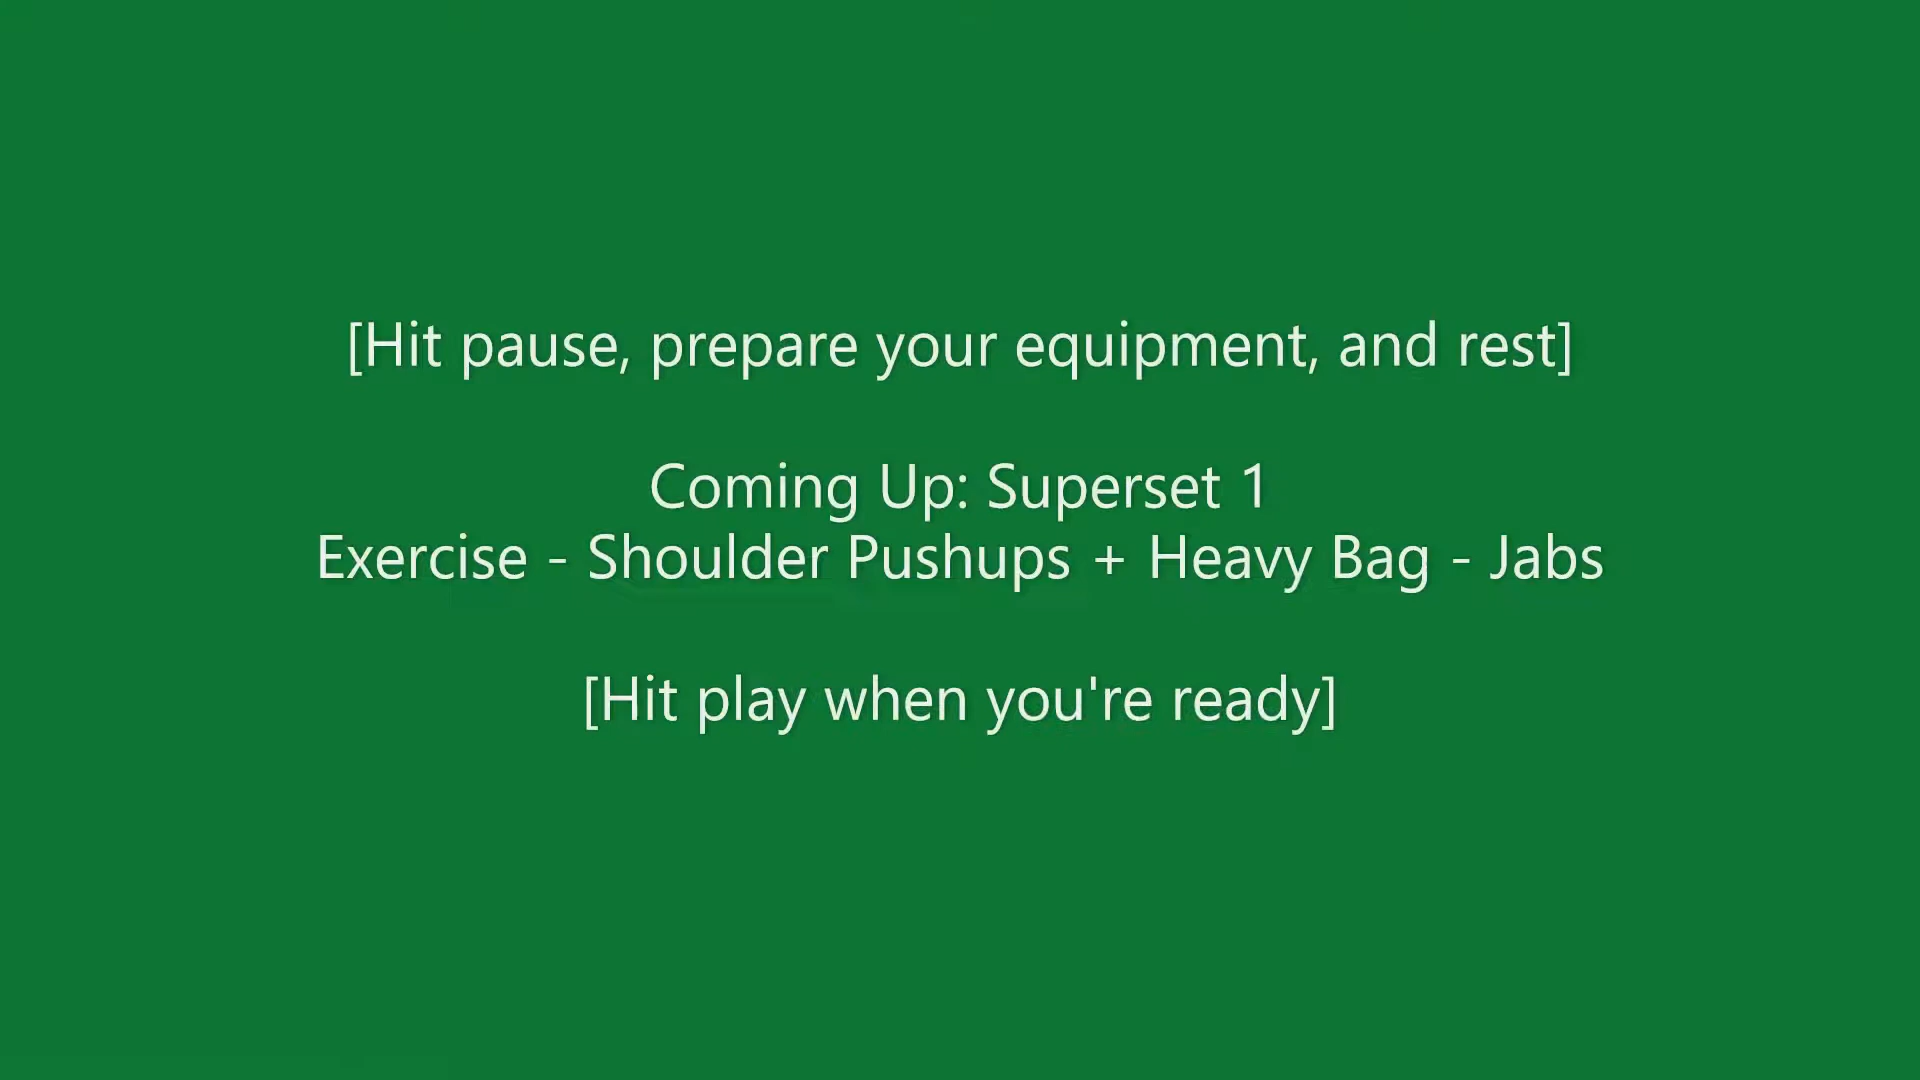 [Hit pause, prepare your equipment, and rest]
Coming Up: Superset 1
Exercise - Shoulder Pushups + Heavy Bag - Jabs
[Hit play when you're ready]